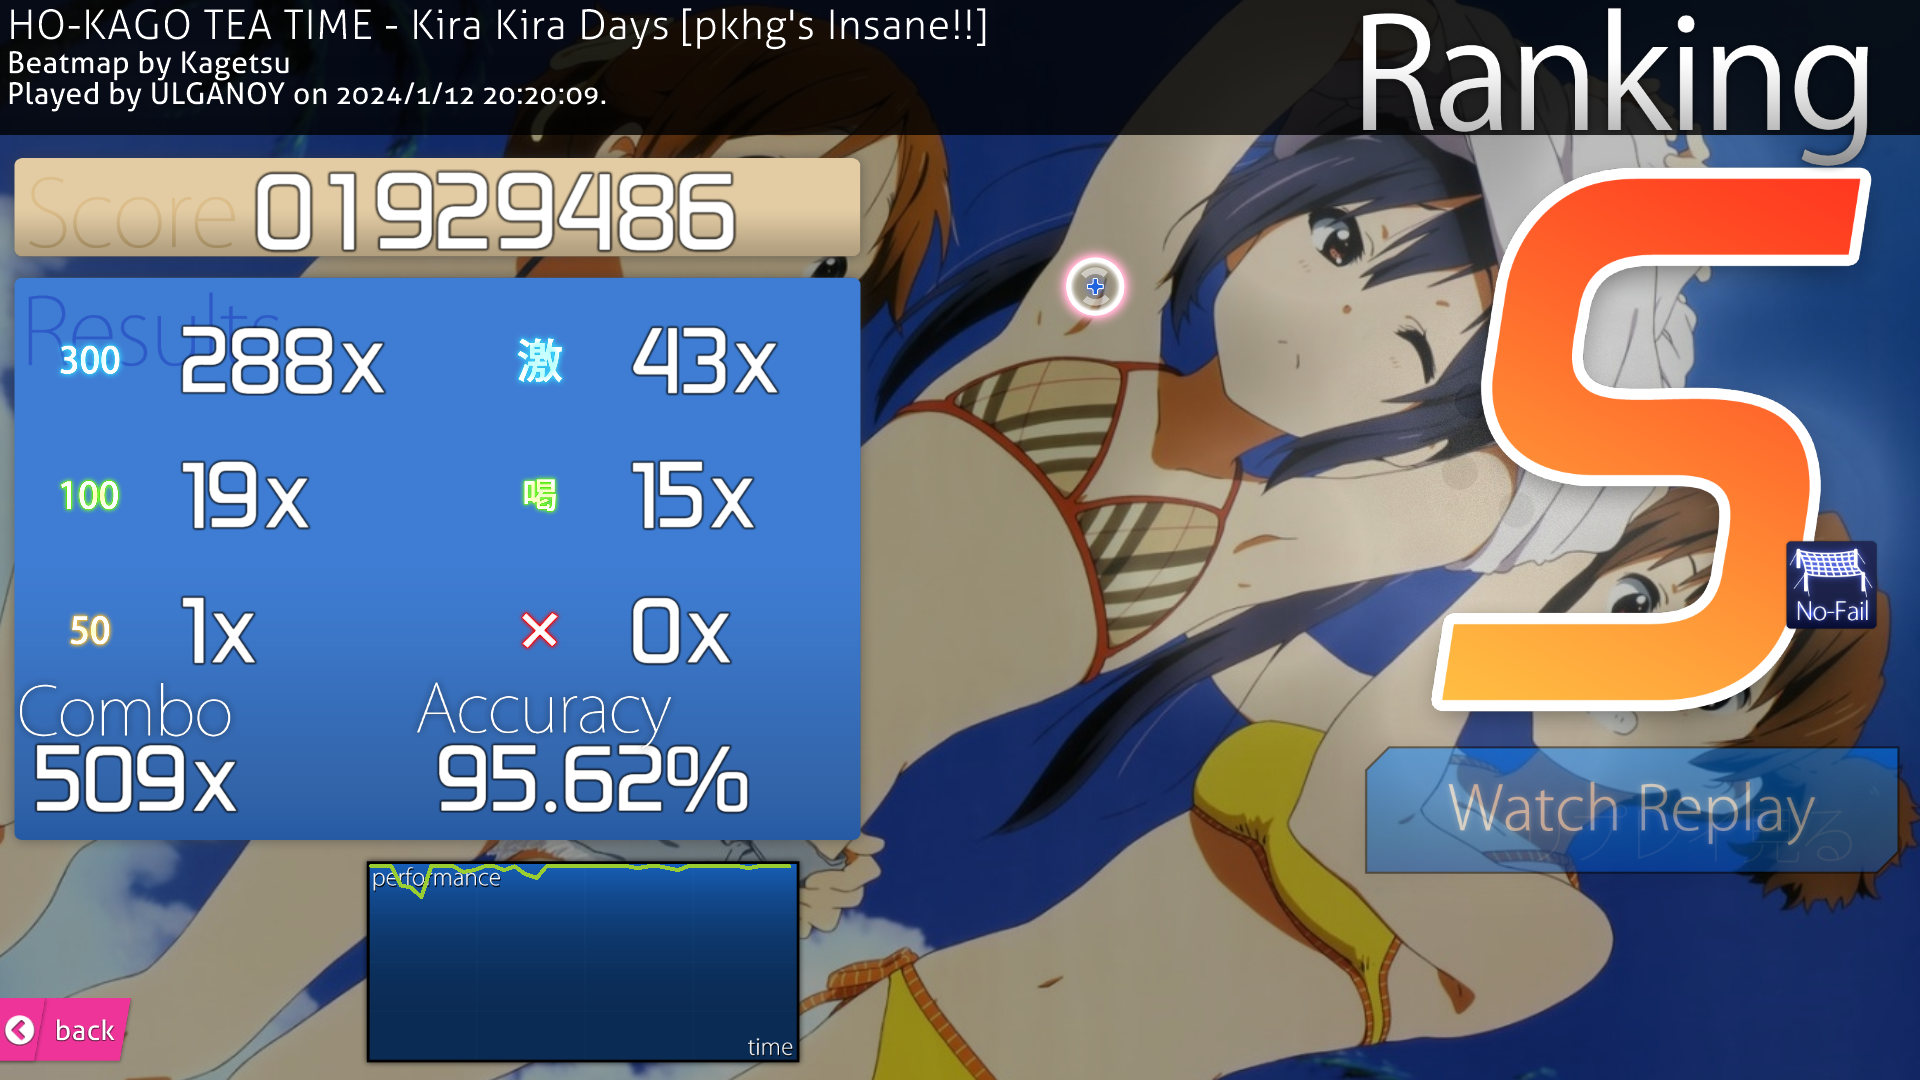 HO-KAGO TEA TIME - Kira Kira Days [pkhg's Insane!!]
Beatmap by Kagetsu
Played by ULGANOY on 2024/1/12 20:20:09.
Ranking
Score 01929486
Results
300 288x 激 43x
100 19x 喝 15x
50 1x 0x
Combo Accuracy
509x 95.62%
No-Fail
Watch Replay
performance
time
back